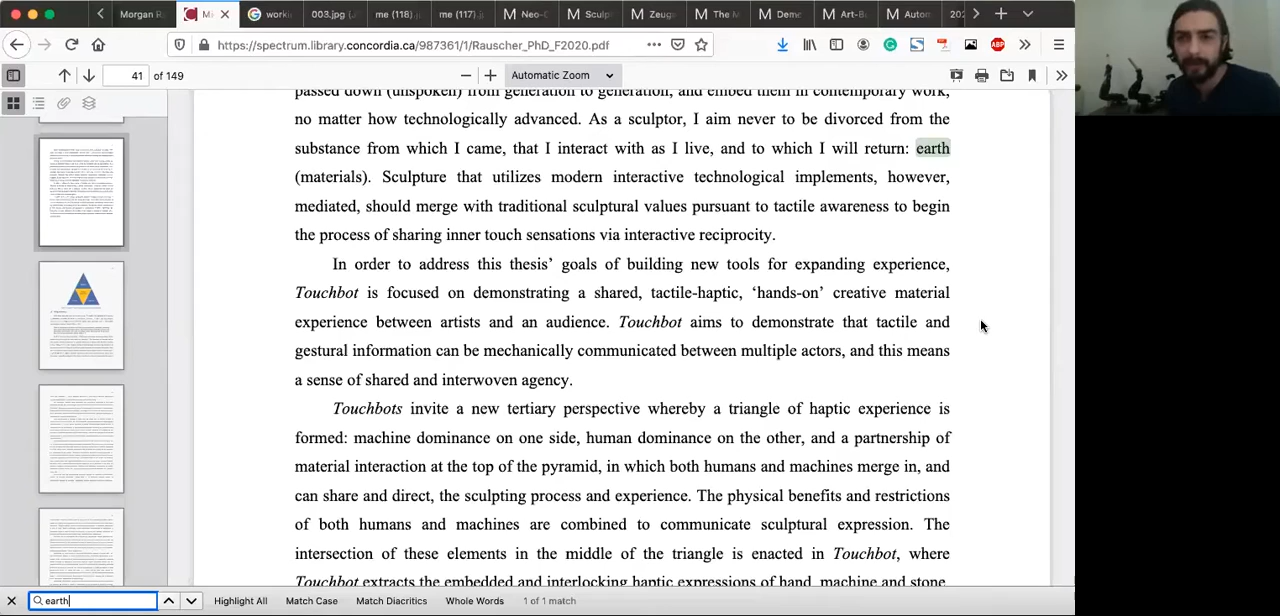 Morgan R
Mi
worki
003.jpg (
me (118).j
me (117).j
Neo-C
Sculp
Zeug
The M
Demo
Art-B
Autom
202
https://spectrum.library.concordia.ca/987361/1/Rauscher_PhD_F2020.pdf
ABP
41 of 149
Automatic Zoom
passed down (unspoken) from generation to generation, and embed them in contemporary work,
no matter how technologically advanced. As a sculptor, I aim never to be divorced from the
substance from which I came, that I interact with as I live, and to which I will return: earth
(materials). Sculpture that uses modern interactive technological implements, however,
mediated, should merge with traditional sculptural values pursuant to tactile awareness to begin
the process of sharing inner touch sensations via interactive reciprocity.
In order to address this thesis’ goals of building new tools for expanding experience,
Touchbot is focused on demonstrating a shared, tactile-haptic, ‘hands-on’ creative material
experience between artists and an audience. Touchbot aims to demonstrate that tactile and
gestural information can be mechanically communicated between multiple actors, and this means
a sense of shared and interwoven agency.
Touchbots invite a momentary perspective whereby a triangle of haptic experience is
formed: machine dominance on one side, human dominance on the other, and a partnership of
material interaction at the top of the pyramid, in which both humans and machines merge in, and
can share and direct, the sculpting process and experience. The physical benefits and restrictions
of both humans and machines are combined to communicate sculptural expression. The
intersection of these elements in the middle of the triangle is enacted in Touchbot, where
Touchbot extracts the embedded and interlocking haptic expression of hand, machine and stone.
earth
Highlight All
Match Case
Match Diacritics
Whole Words
1 of 1 match